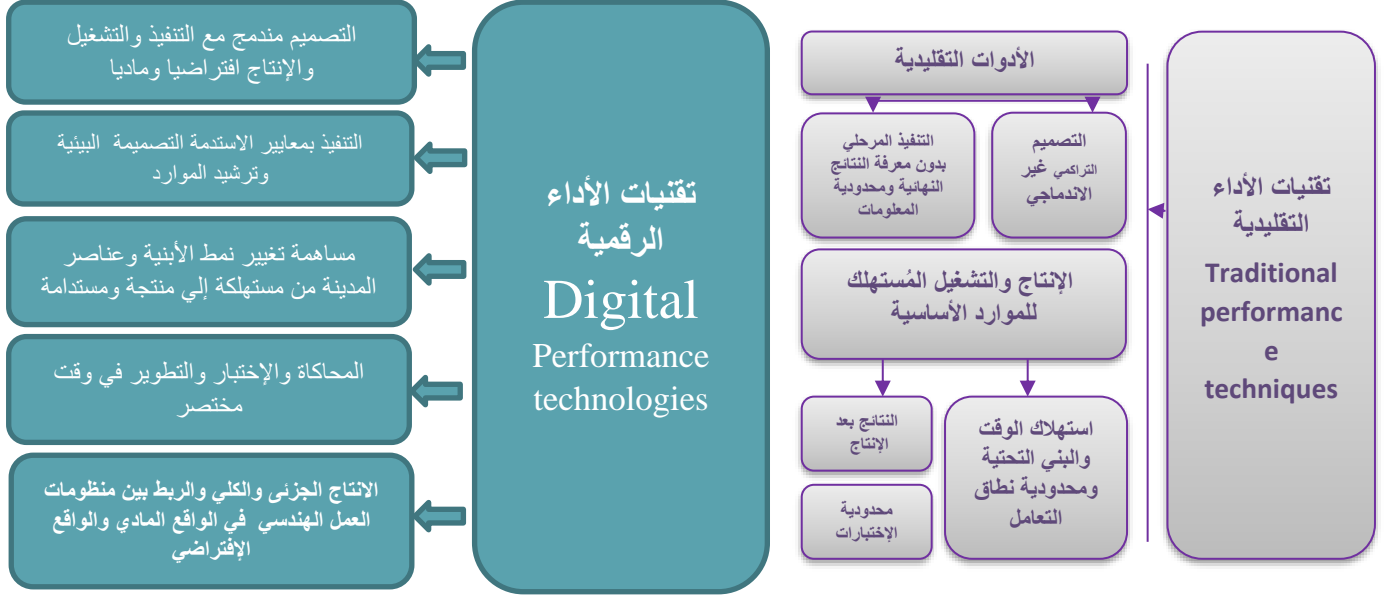 تقنيات الأداء
التقليدية
Traditional
performanc
e
techniques
الأدوات التقليدية
التصميم
التراكمي غير
الاندماجي
التنفيذ المرحلي
بدون معرفة النتائج
النهائية ومحدودية
المعلومات
الإنتاج والتشغيل المُستهلك
للموارد الأساسية
استهلاك الوقت
والبني التحتية
ومحدودية نطاق
التعامل
النتائج بعد
الإنتاج
محدودية
الإختبارات
تقنيات الأداء
الرقمية
Digital
Performance
technologies
التصميم مندمج مع التنفيذ والتشغيل
والإنتاج افتراضيا وماديا
التنفيذ بمعايير الاستدمة التصميمة البيئية
وترشيد الموارد
مساهمة تغيير نمط الأبنية وعناصر
المدينة من مستهلكة إلي منتجة ومستدامة
المحاكاة والإختبار والتطوير في وقت
مختصر
الانتاج الجزئى والكلي والربط بين منظومات
العمل الهندسي في الواقع المادي والواقع
الإفتراضي